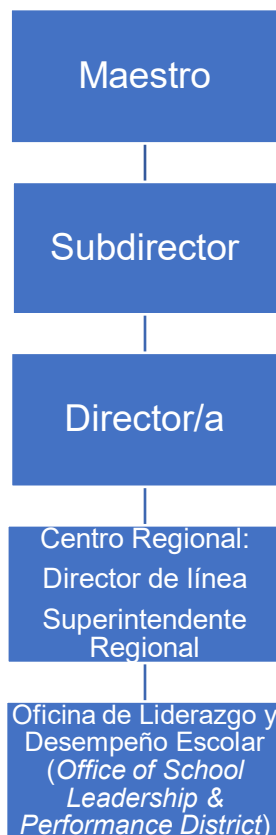 Maestro
Subdirector
Director/a
Centro Regional:
Director de línea
Superintendente
Regional
Oficina de Liderazgo y
Desempeño Escolar
(Office of School
Leadership &
Performance District)